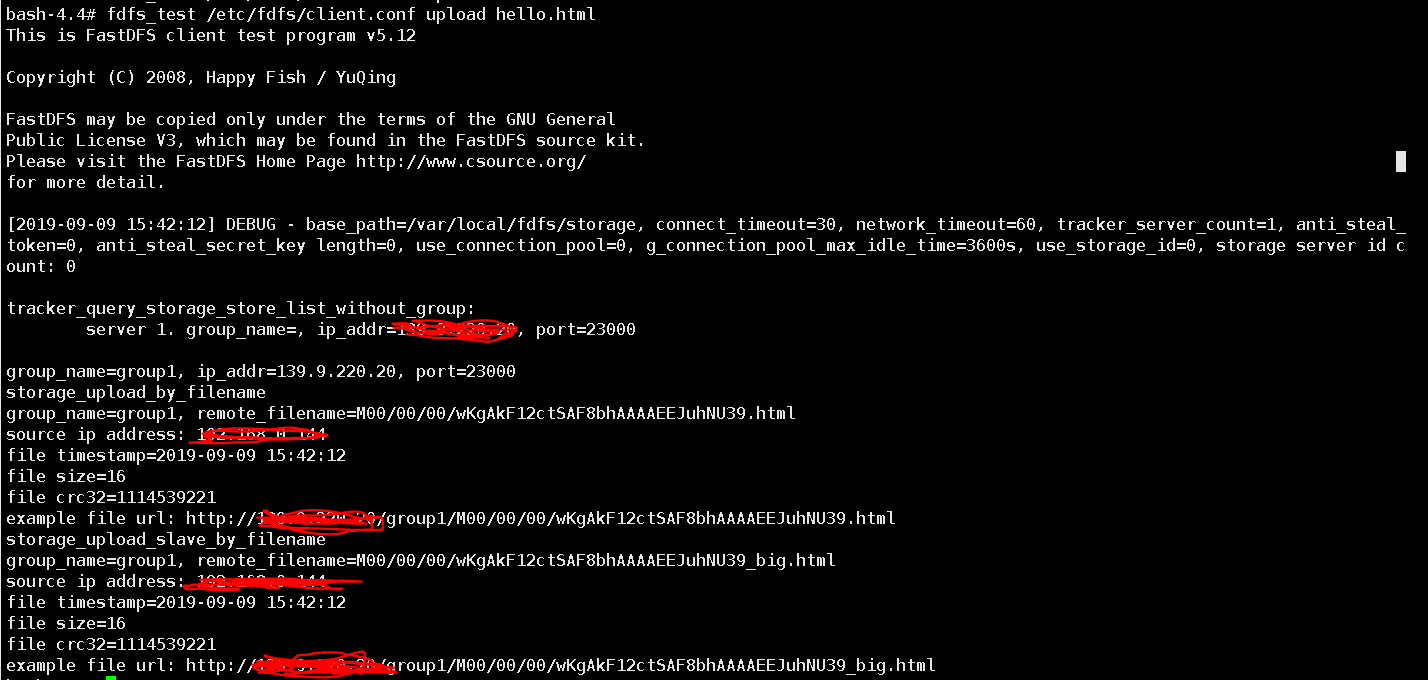 bash-4.4# fdfs_test /etc/fdfs/client.conf upload hello.html
This is FastDFS client test program v5.12
Copyright (C) 2008, Happy Fish / YuQing
FastDFS may be copied only under the terms of the GNU General
Public License V3, which may be found in the FastDFS source kit.
Please visit the FastDFS Home Page http://www.csource.org/
for more detail.
[2019-09-09 15:42:12] DEBUG - base_path=/var/local/fdfs/storage, connect_timeout=30, network_timeout=60, tracker_server_count=1, anti_steal_
token=0, anti_steal_secret_key length=0, use_connection_pool=0, g_connection_pool_max_idle_time=3600s, use_storage_id=0, storage server id c
ount: 0
tracker_query_storage_store_list_without_group:
server 1. group_name=, ip_addr=, port=23000
group_name=group1, ip_addr=139.9.220.20, port=23000
storage_upload_by_filename
group_name=group1, remote_filename=M00/00/00/wKgAkF12ctSAF8bhAAAAEEJuhNU39.html
source ip address:
file timestamp=2019-09-09 15:42:12
file size=16
file crc32=1114539221
example file url: http:///group1/M00/00/00/wKgAkF12ctSAF8bhAAAAEEJuhNU39.html
storage_upload_slave_by_filename
group_name=group1, remote_filename=M00/00/00/wKgAkF12ctSAF8bhAAAAEEJuhNU39_big.html
source ip address:
file timestamp=2019-09-09 15:42:12
file size=16
file crc32=1114539221
example file url: http:///group1/M00/00/00/wKgAkF12ctSAF8bhAAAAEEJuhNU39_big.html